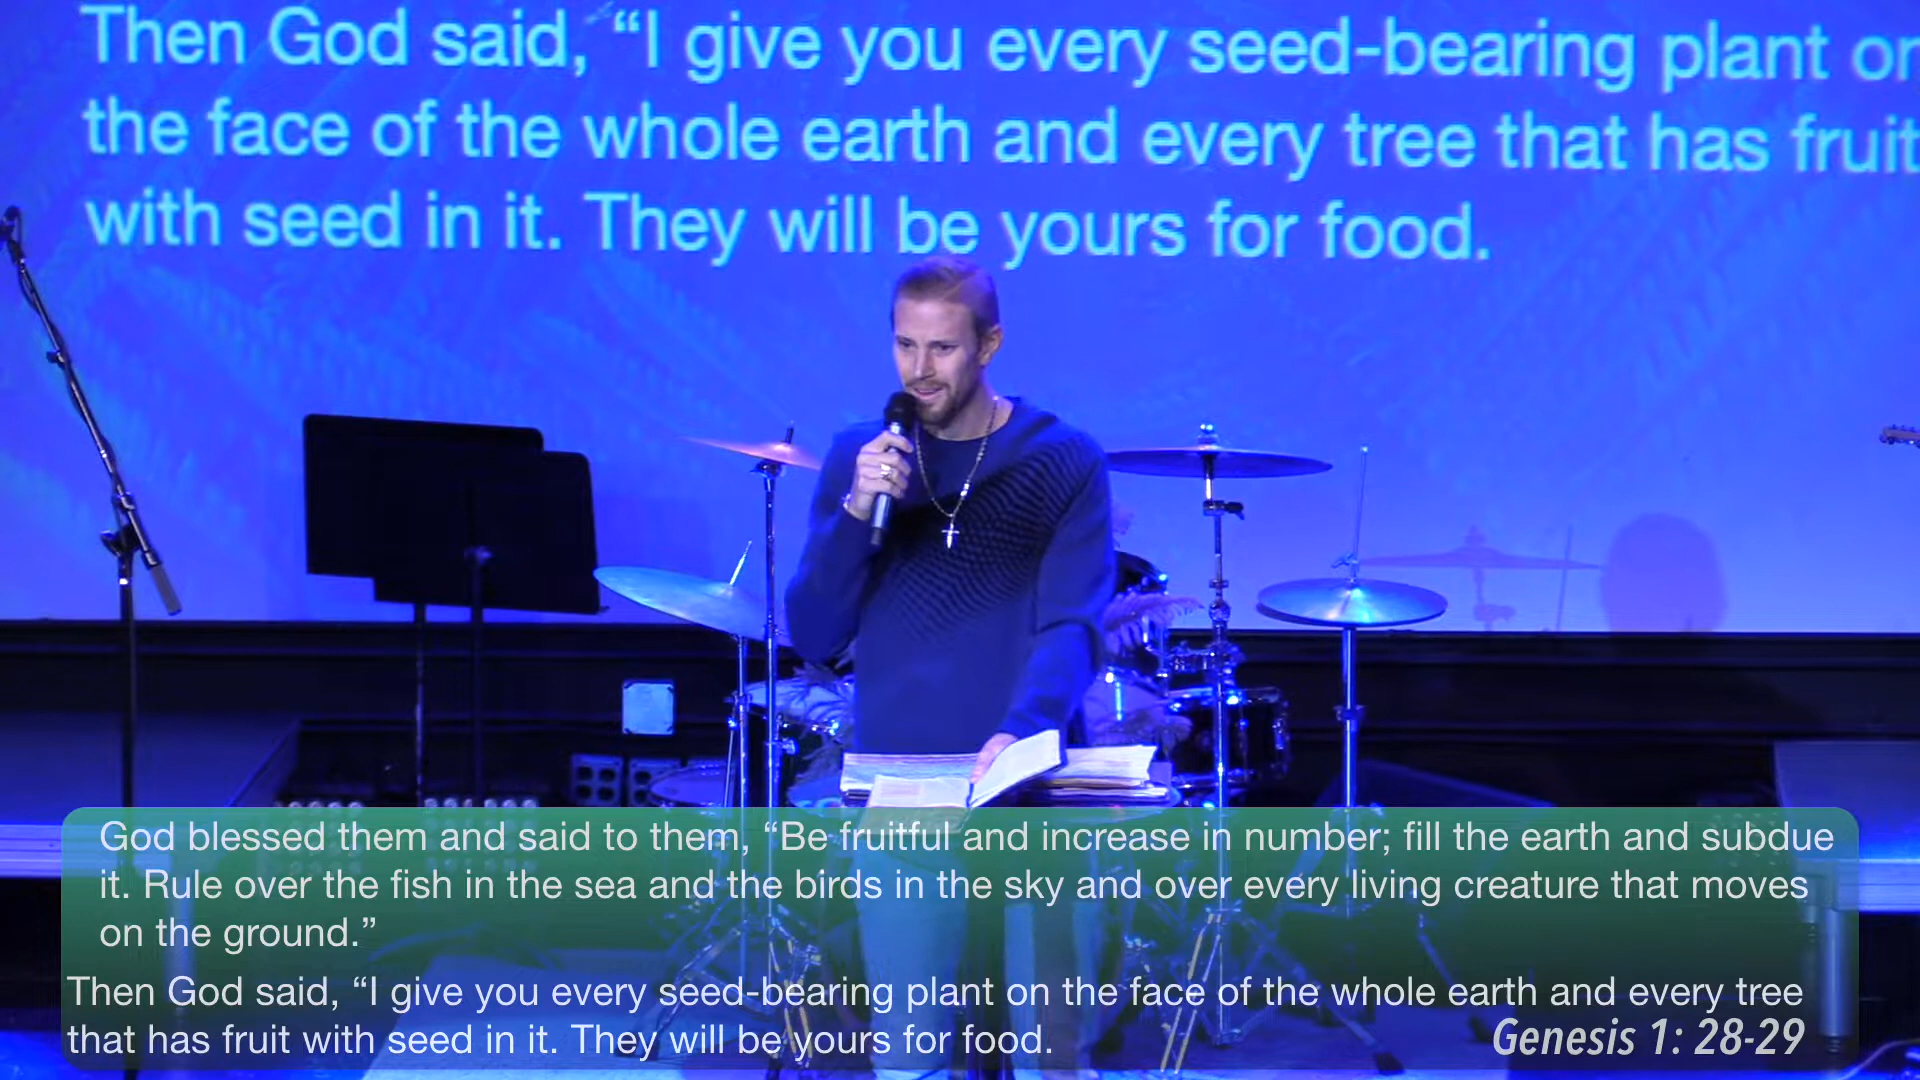 Then God said, “I give you every seed-bearing plant on
the face of the whole earth and every tree that has fruit
with seed in it. They will be yours for food.
God blessed them and said to them, “Be fruitful and increase in number; fill the earth and subdue
it. Rule over the fish in the sea and the birds in the sky and over every living creature that moves
on the ground.”
Then God said, “I give you every seed-bearing plant on the face of the whole earth and every tree
that has fruit with seed in it. They will be yours for food.
Genesis 1: 28-29